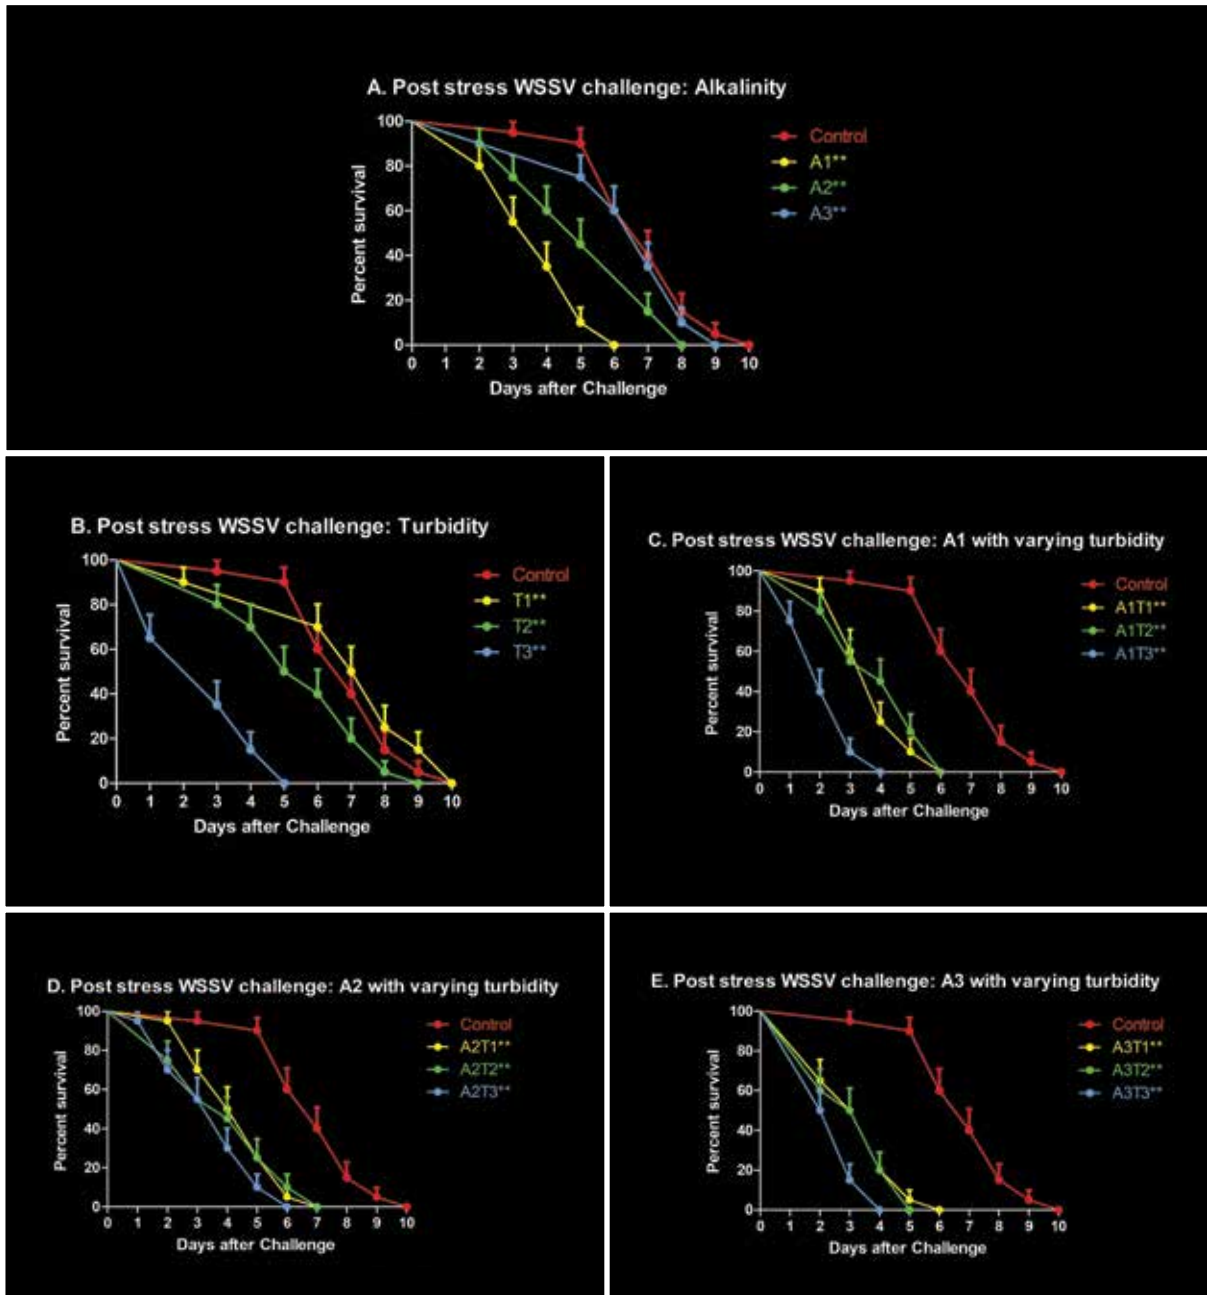 A. Post stress WSSV challenge: Alkalinity
Percent survival
100
80
60
40
20
0
0 1 2 3 4 5 6 7 8 9 10
Days after Challenge
Control
A1**
A2**
A3**
B. Post stress WSSV challenge: Turbidity
Percent survival
100
80
60
40
20
0
0 1 2 3 4 5 6 7 8 9 10
Days after Challenge
Control
T1**
T2**
T3**
C. Post stress WSSV challenge: A1 with varying turbidity
Percent survival
100
80
60
40
20
0
0 1 2 3 4 5 6 7 8 9 10
Days after Challenge
Control
A1T1**
A1T2**
A1T3**
D. Post stress WSSV challenge: A2 with varying turbidity
Percent survival
100
80
60
40
20
0
0 1 2 3 4 5 6 7 8 9 10
Days after Challenge
Control
A2T1**
A2T2**
A2T3**
E. Post stress WSSV challenge: A3 with varying turbidity
Percent survival
100
80
60
40
20
0
0 1 2 3 4 5 6 7 8 9 10
Days after Challenge
Control
A3T1**
A3T2**
A3T3**